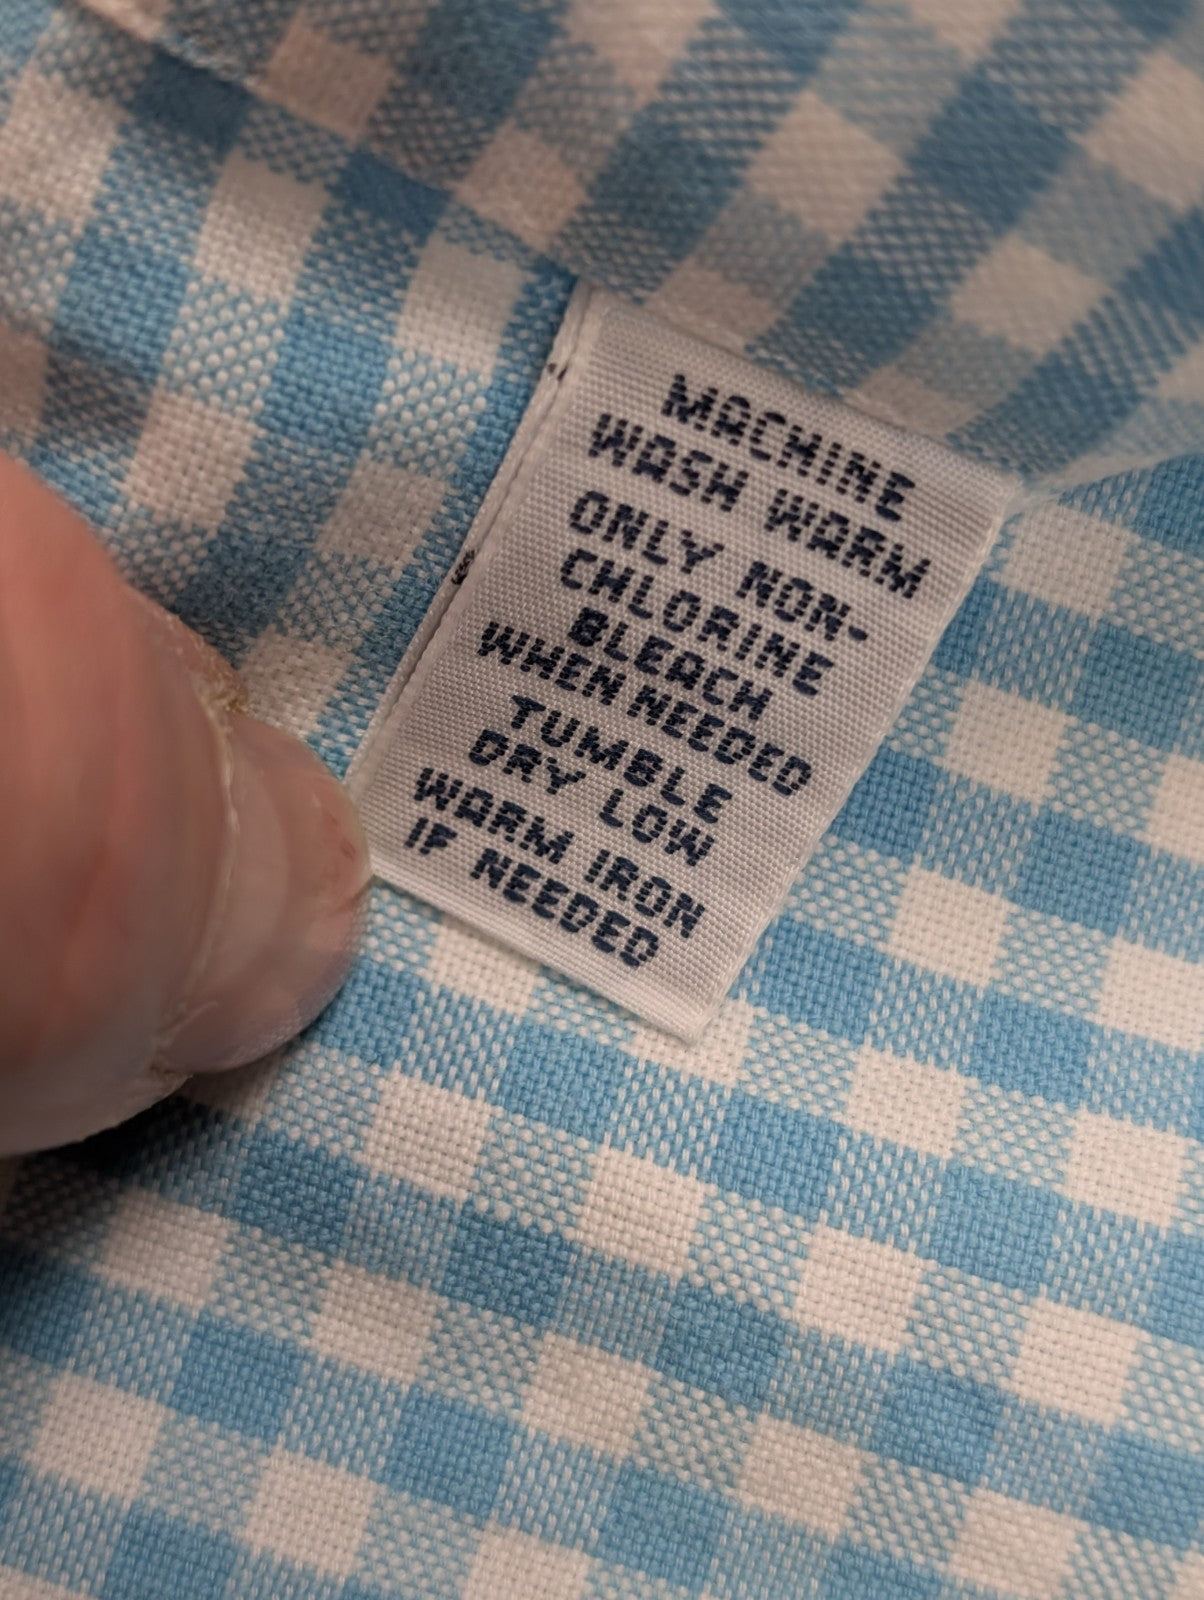 MACHINE
WASH WARM
ONLY NON-
CHLORINE
BLEACH
WHEN NEEDED
TUMBLE
DRY LOW
WARM IRON
IF NEEDED